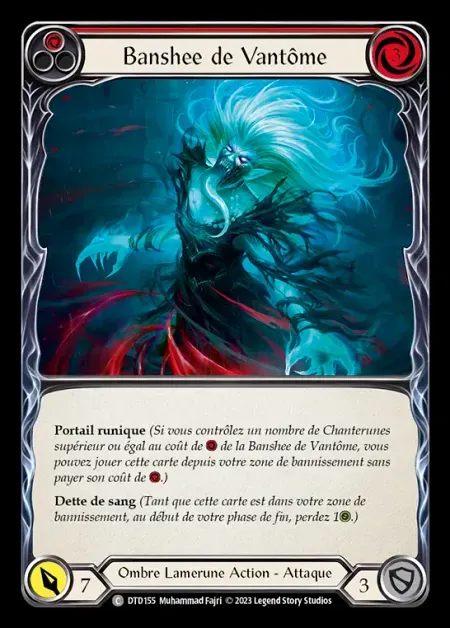 Banshee de Vantôme
3
Portail runique (Si vous contrôlez un nombre de Chanterunes
supérieur ou égal au coût de de la Banshee de Vantôme, vous
pouvez jouer cette carte depuis votre zone de bannissement sans
payer son coût de .)
Dette de sang (Tant que cette carte est dans votre zone de
bannissement, au début de votre phase de fin, perdez 1 .)
7
Ombre Lamerune Action - Attaque
3
C DTD155 Muhammad Fajri © 2023 Legend Story Studios